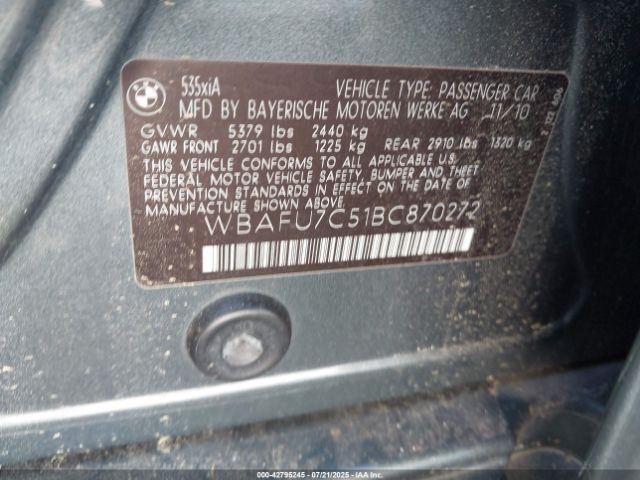 BMW
535xiA VEHICLE TYPE: PASSENGER CAR
MFD BY BAYERISCHE MOTOREN WERKE AG 11/10
GVWR 5379 lbs 2440 kg
GAWR FRONT 2701 lbs 1225 kg REAR 2910 lbs 1320 kg
THIS VEHICLE CONFORMS TO ALL APPLICABLE U.S.
FEDERAL MOTOR VEHICLE SAFETY, BUMPER AND THEFT
PREVENTION STANDARDS IN EFFECT ON THE DATE OF
MANUFACTURE SHOWN ABOVE.
WBAFU7C51BC870272
000-42795245 07/21/2025 IAAI.COM